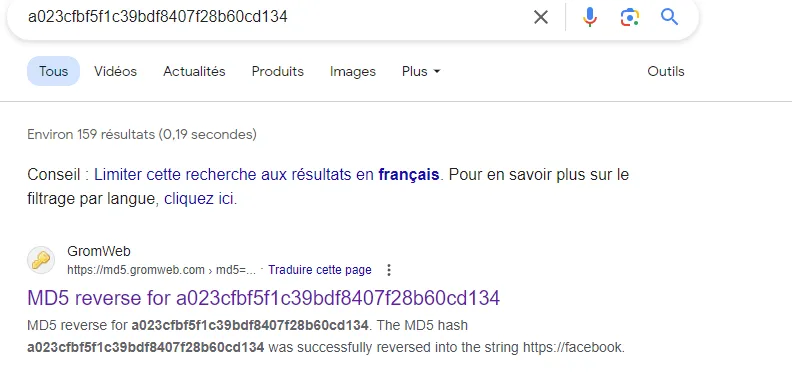 a023cfbf5f1c39bdf8407f28b60cd134
Tous Vidéos Actualités Produits Images Plus Outils
Environ 159 résultats (0,19 secondes)
Conseil : Limiter cette recherche aux résultats en français. Pour en savoir plus sur le
filtrage par langue, cliquez ici.
GromWeb
https://md5.gromweb.com › md5=... · Traduire cette page
MD5 reverse for a023cfbf5f1c39bdf8407f28b60cd134
MD5 reverse for a023cfbf5f1c39bdf8407f28b60cd134. The MD5 hash
a023cfbf5f1c39bdf8407f28b60cd134 was successfully reversed into the string https://facebook.